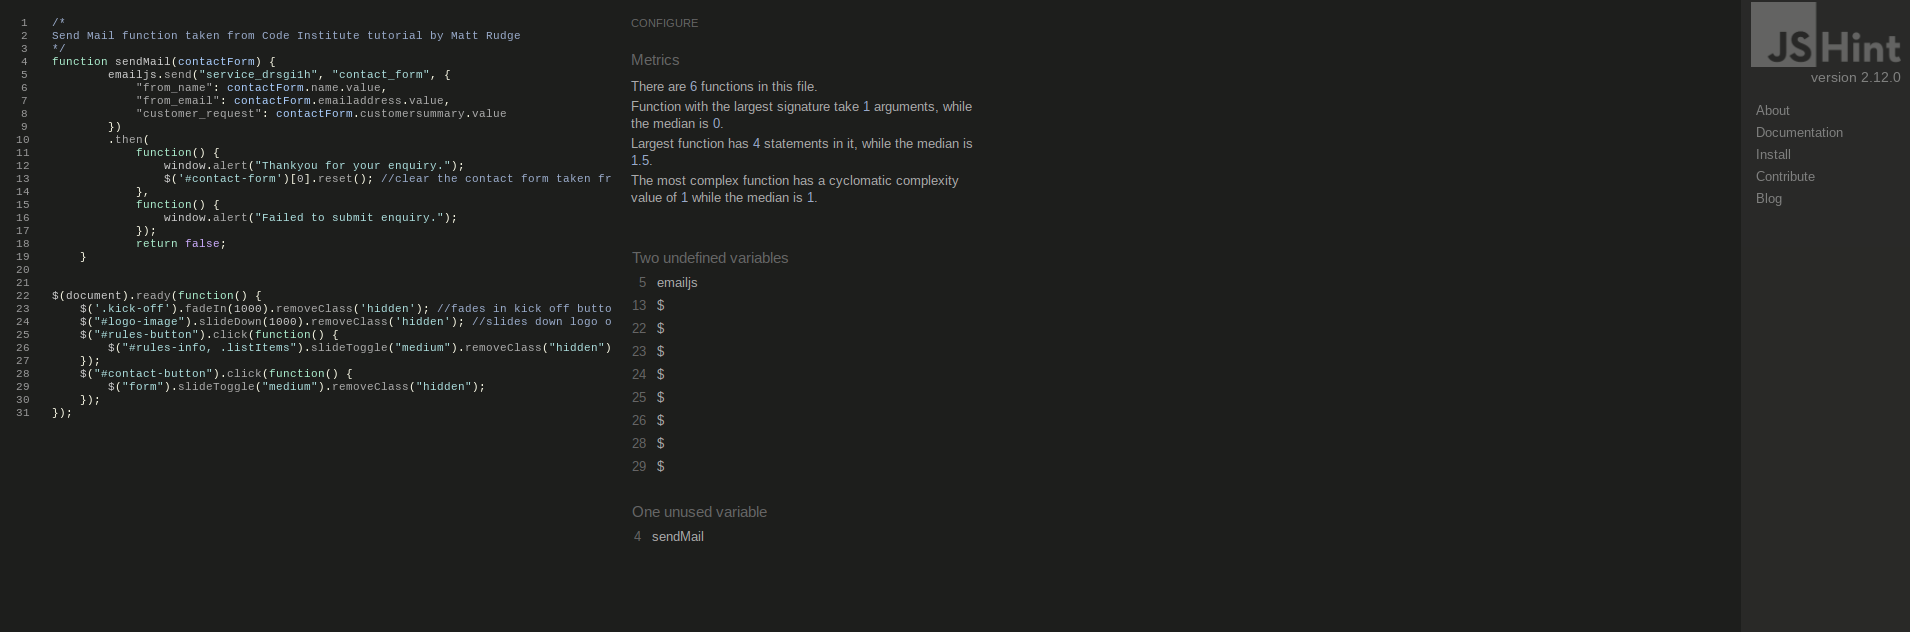 1 /*
2 Send Mail function taken from Code Institute tutorial by Matt Rudge
3 */
4 function sendMail(contactForm) {
5 emailjs.send("service_drsgi1h", "contact_form", {
6 "from_name": contactForm.name.value,
7 "from_email": contactForm.emailaddress.value,
8 "customer_request": contactForm.customersummary.value
9 })
10 .then(
11 function() {
12 window.alert("Thankyou for your enquiry.");
13 $('#contact-form')[0].reset(); //clear the contact form taken fr
14 },
15 function() {
16 window.alert("Failed to submit enquiry.");
17 });
18 return false;
19 }
20
21
22 $(document).ready(function() {
23 $('.kick-off').fadeIn(1000).removeClass('hidden'); //fades in kick off butto
24 $("#logo-image").slideDown(1000).removeClass('hidden'); //slides down logo o
25 $("#rules-button").click(function() {
26 $("#rules-info, .listItems").slideToggle("medium").removeClass("hidden")
27 });
28 $("#contact-button").click(function() {
29 $("form").slideToggle("medium").removeClass("hidden");
30 });
31 });
CONFIGURE
Metrics
There are 6 functions in this file.
Function with the largest signature take 1 arguments, while
the median is 0.
Largest function has 4 statements in it, while the median is
1.5.
The most complex function has a cyclomatic complexity
value of 1 while the median is 1.
Two undefined variables
5 emailjs
13 $
22 $
23 $
24 $
25 $
26 $
28 $
29 $
One unused variable
4 sendMail
JSHint
version 2.12.0
About
Documentation
Install
Contribute
Blog